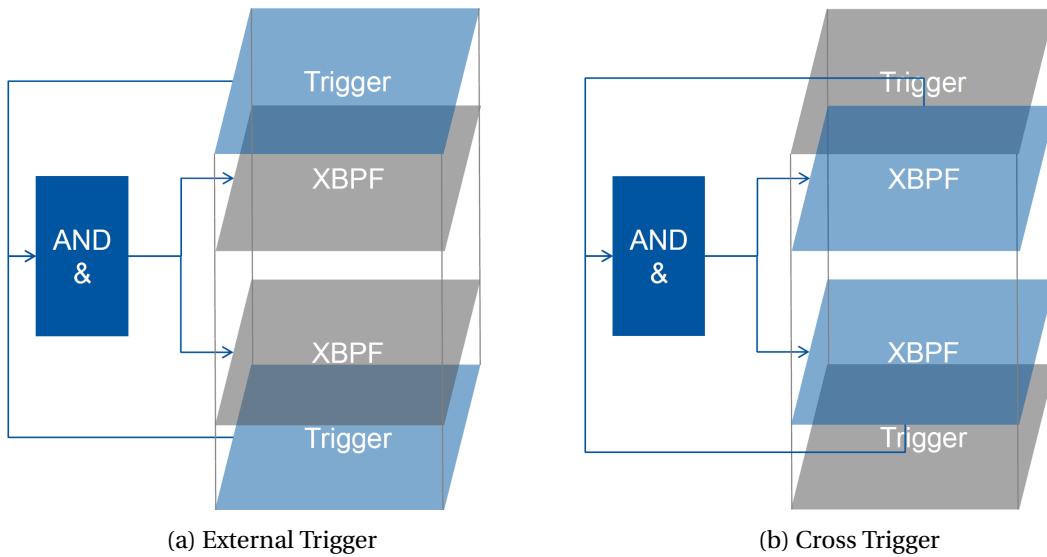 Trigger
XBPF
AND
&
XBPF
Trigger
(a) External Trigger
Trigger
XBPF
AND
&
XBPF
Trigger
(b) Cross Trigger